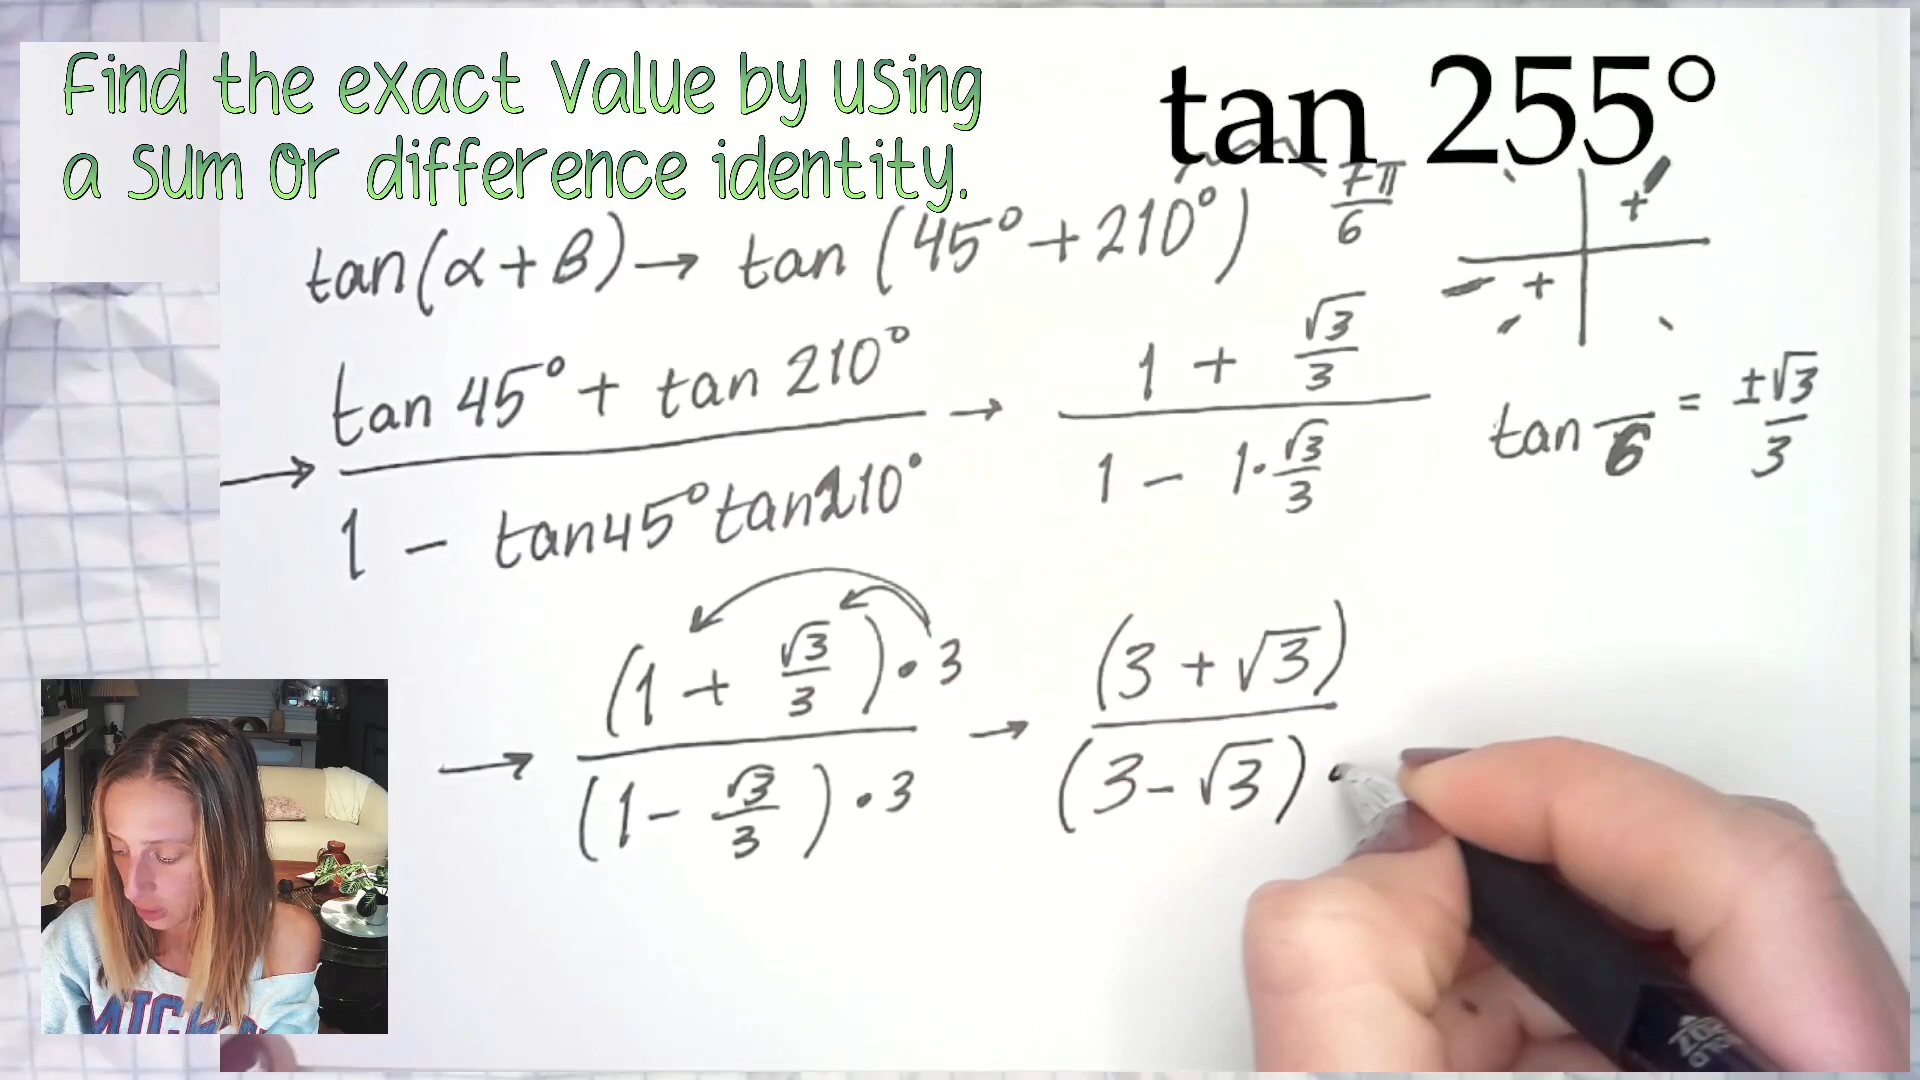 Find the exact value by using
a sum or difference identity.
tan 255°
tan(α + β) → tan (45° + 210°)
7π/6
+
+
→ (tan 45° + tan 210°)/(1 - tan45°tan210°) → (1 + √3/3)/(1 - 1·√3/3)
tan _/6 = ±√3/3
→ ((1 + √3/3)·3)/((1 - √3/3)·3) → (3 + √3)/(3 - √3)·